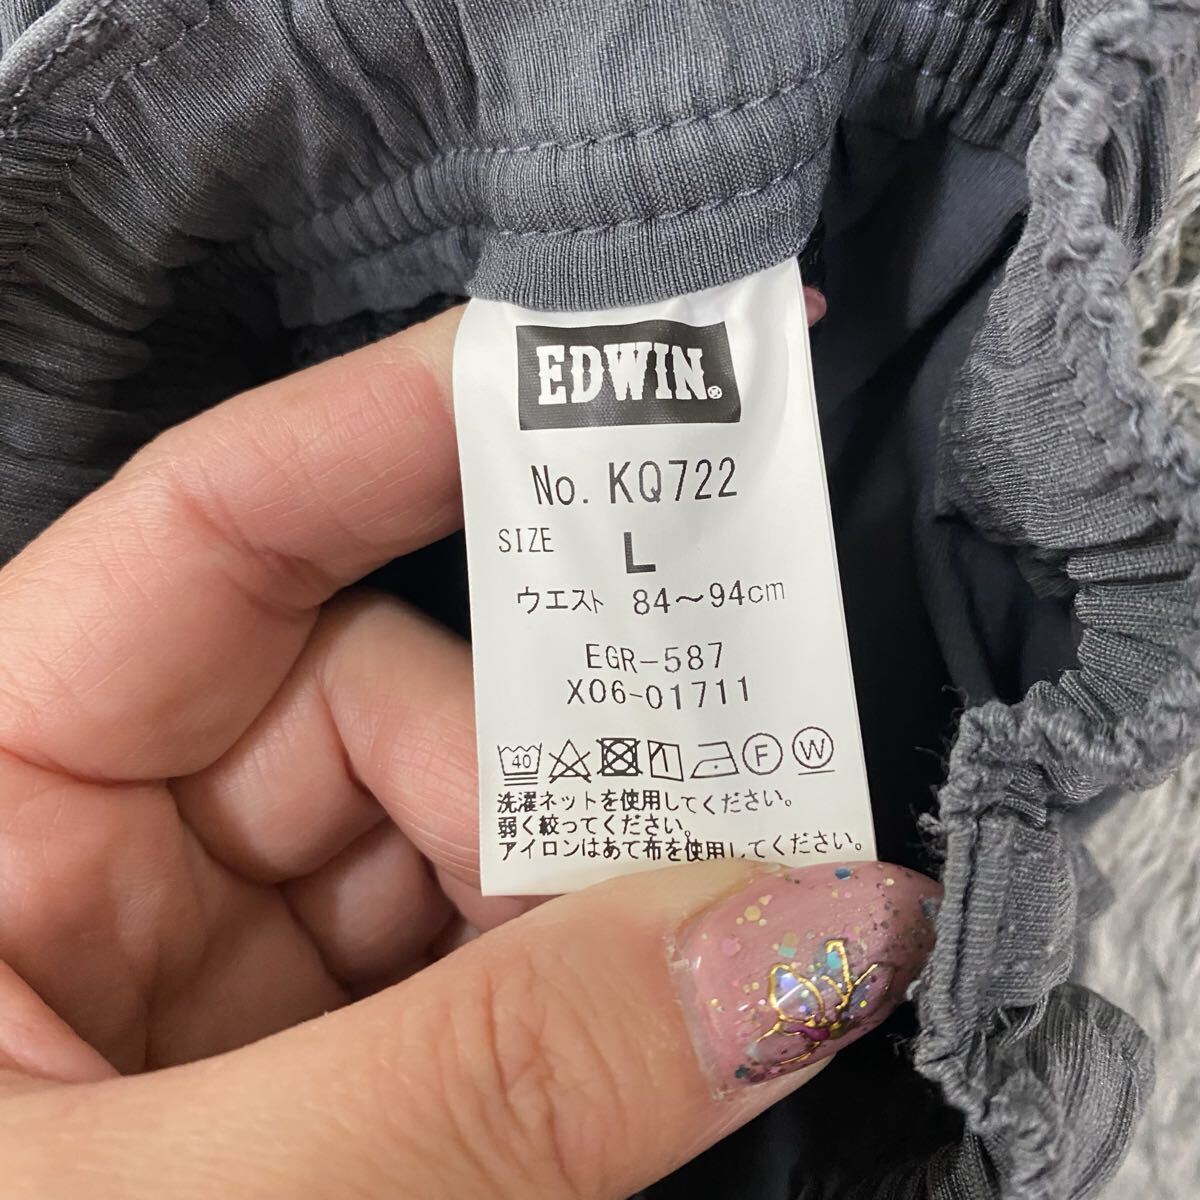 EDWIN®
No. KQ722
SIZE L
ウエスト 84〜94cm
EGR-587
X06-01711
40 F W
洗濯ネットを使用してください。
弱く絞ってください。
アイロンはあて布を使用してください。